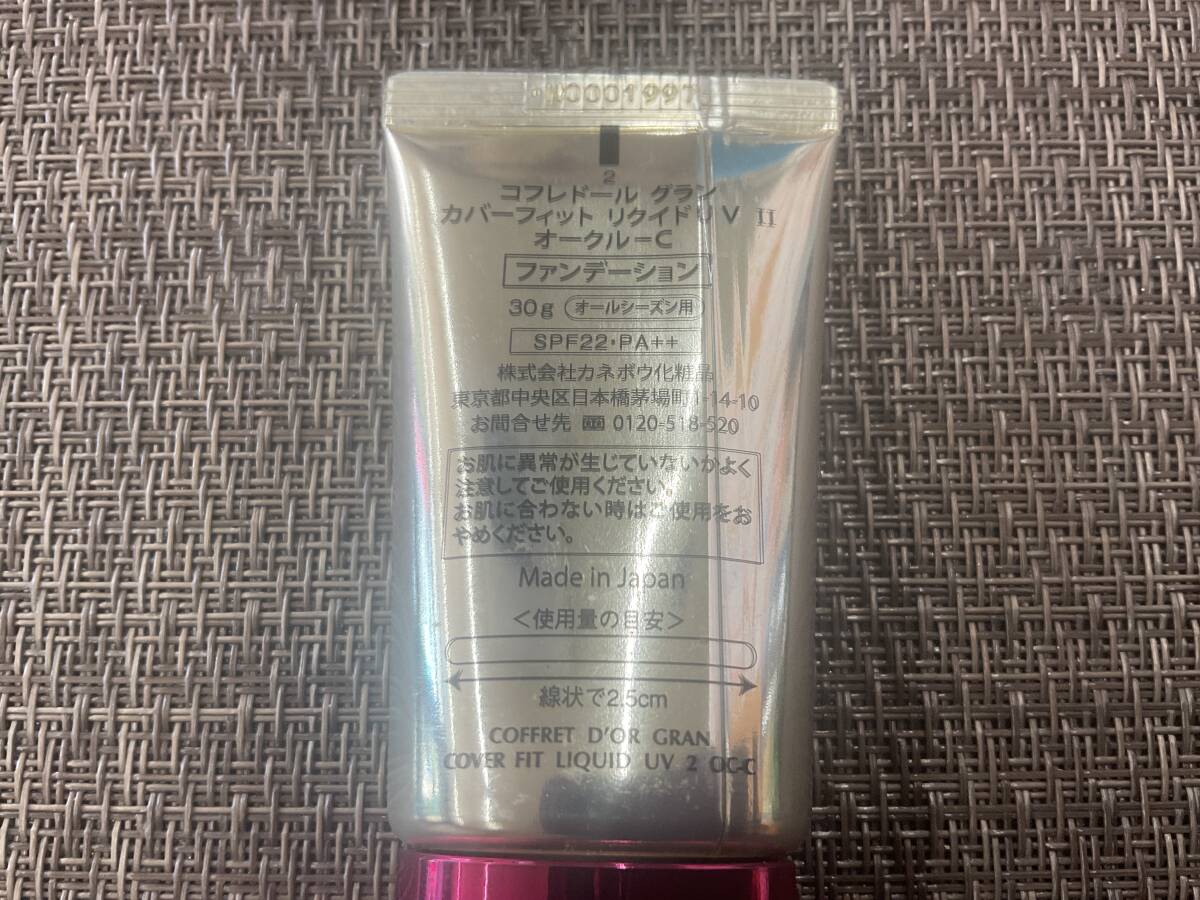 0001997
2
コフレドール グラン
カバーフィット リクイドUV II
オークル-C
ファンデーション
30g オールシーズン用
SPF22・PA++
株式会社カネボウ化粧品
東京都中央区日本橋茅場町1-14-10
お問合せ先 0120-518-520
お肌に異常が生じていないかよく
注意してご使用ください。
お肌に合わない時はご使用をお
やめください。
Made in Japan
<使用量の目安>
線状で2.5cm
COFFRET D'OR GRAN
COVER FIT LIQUID UV 2 OC-C